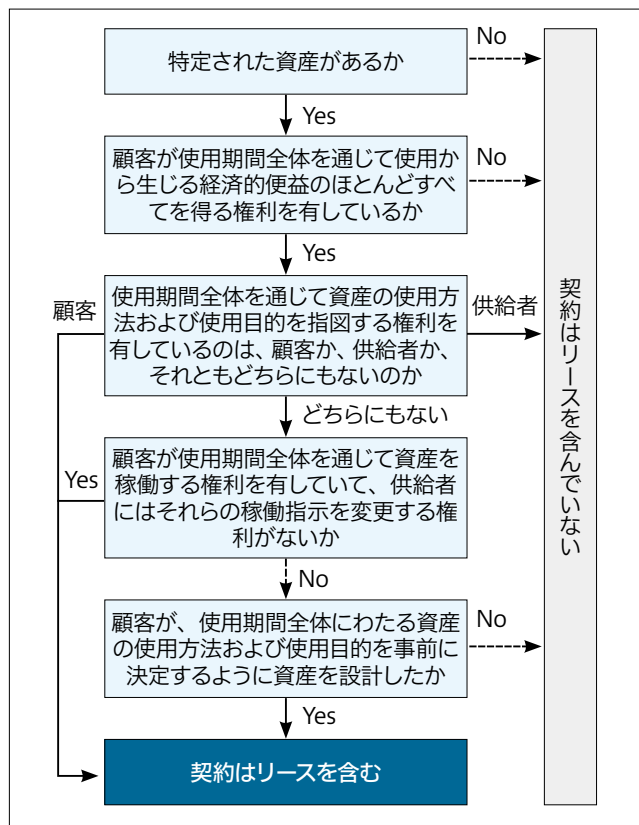 特定された資産があるか
No
Yes
顧客が使用期間全体を通じて使用か
ら生じる経済的便益のほとんどすべ
てを得る権利を有しているか
No
Yes
使用期間全体を通じて資産の使用方
法および使用目的を指図する権利を
有しているのは、顧客か、供給者か、
それともどちらにもないのか
顧客
供給者
どちらにもない
顧客が使用期間全体を通じて資産を
稼働する権利を有していて、供給者
にはそれらの稼働指示を変更する権
利がないか
Yes
No
顧客が、使用期間全体にわたる資産
の使用方法および使用目的を事前に
決定するように資産を設計したか
No
Yes
契約はリースを含む
契約はリースを含んでいない